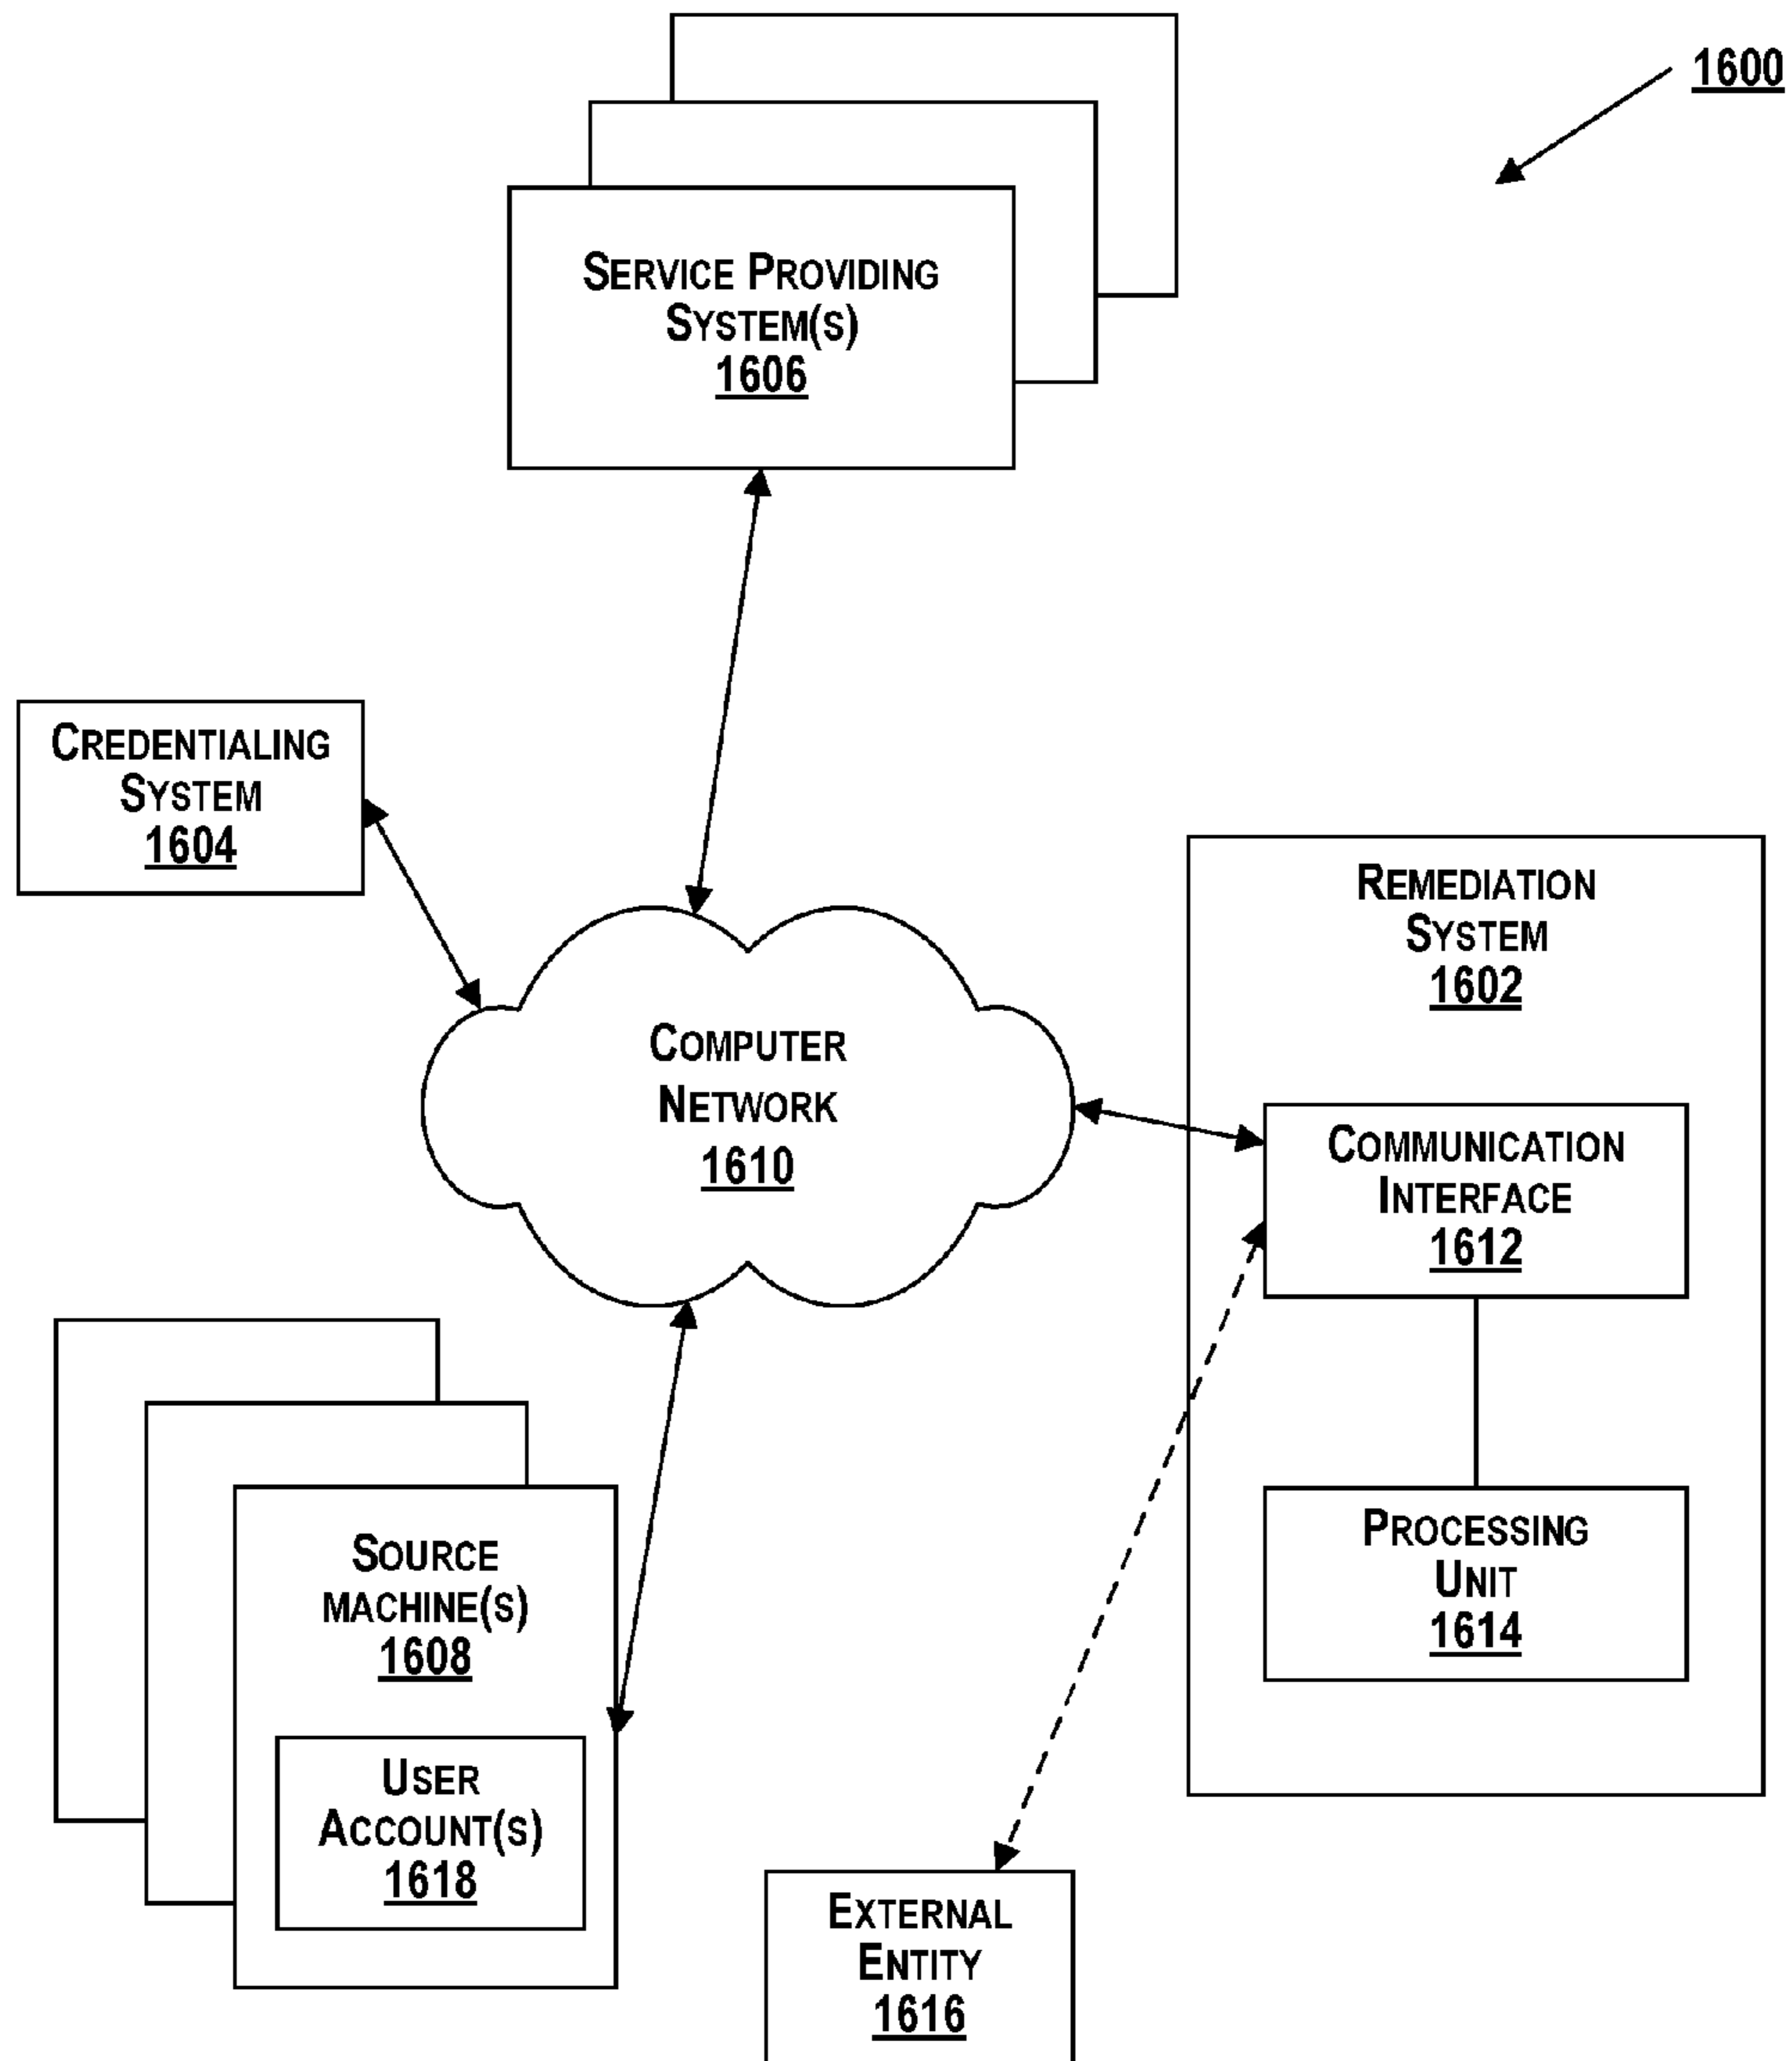 1600
SERVICE PROVIDING
SYSTEM(S)
1606
CREDENTIALING
SYSTEM
1604
REMEDIATION
SYSTEM
1602
COMPUTER
NETWORK
1610
COMMUNICATION
INTERFACE
1612
SOURCE
MACHINE(S)
1608
PROCESSING
UNIT
1614
USER
ACCOUNT(S)
1618
EXTERNAL
ENTITY
1616